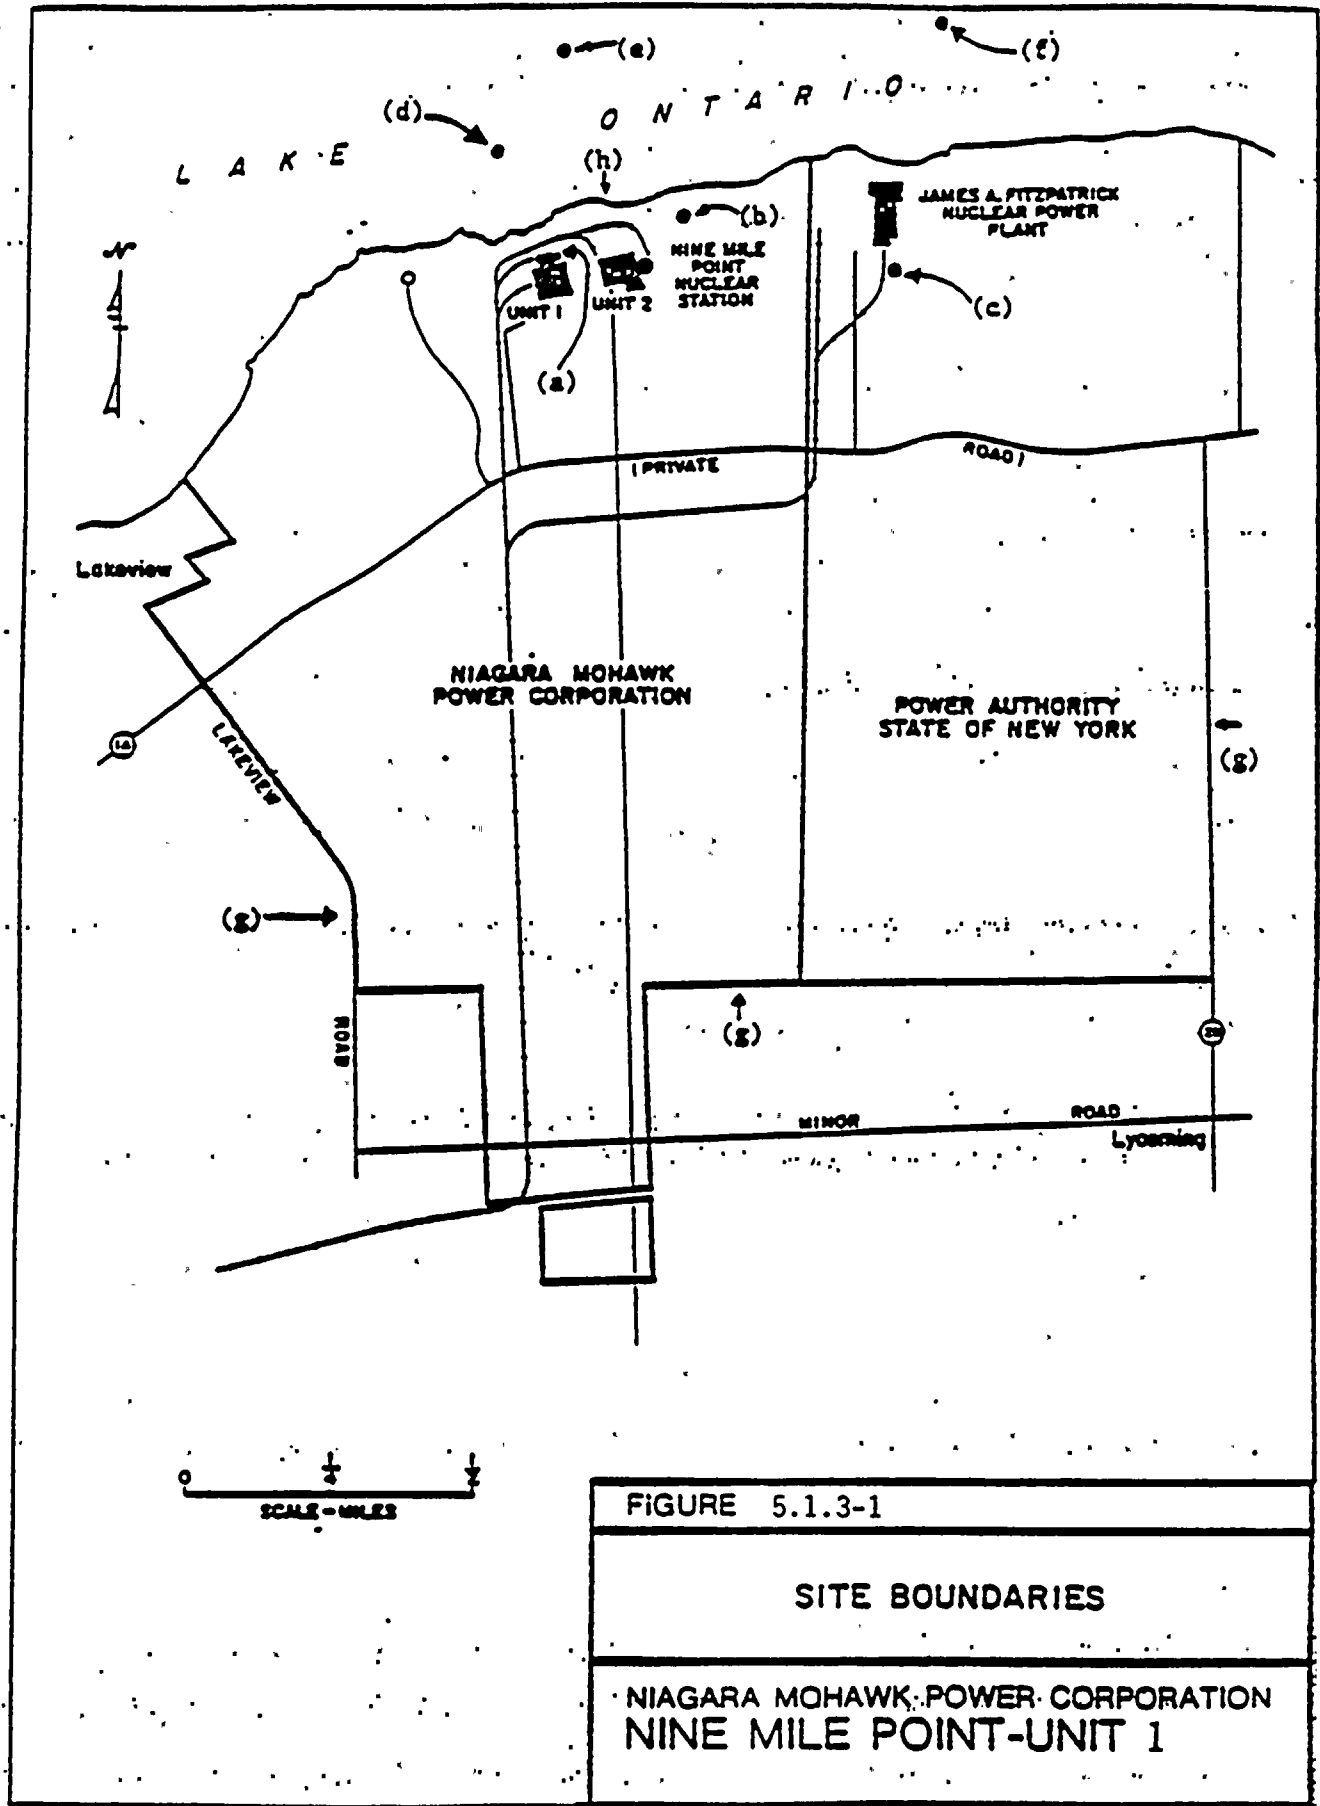 (e)
(f)
(d)
LAKE ONTARIO
(h)
(b)
JAMES A. FITZPATRICK
NUCLEAR POWER
PLANT
N
NINE MILE
POINT
NUCLEAR
STATION
UNIT 1
UNIT 2
(c)
(a)
(PRIVATE
ROAD)
Lakeview
NIAGARA MOHAWK
POWER CORPORATION
POWER AUTHORITY
STATE OF NEW YORK
1A
LAKEVIEW
(g)
(g)
ROAD
(g)
29
MINOR
ROAD
Lycoming
0
1/4
1/2
SCALE-MILES
FIGURE 5.1.3-1
SITE BOUNDARIES
NIAGARA MOHAWK POWER CORPORATION
NINE MILE POINT-UNIT 1